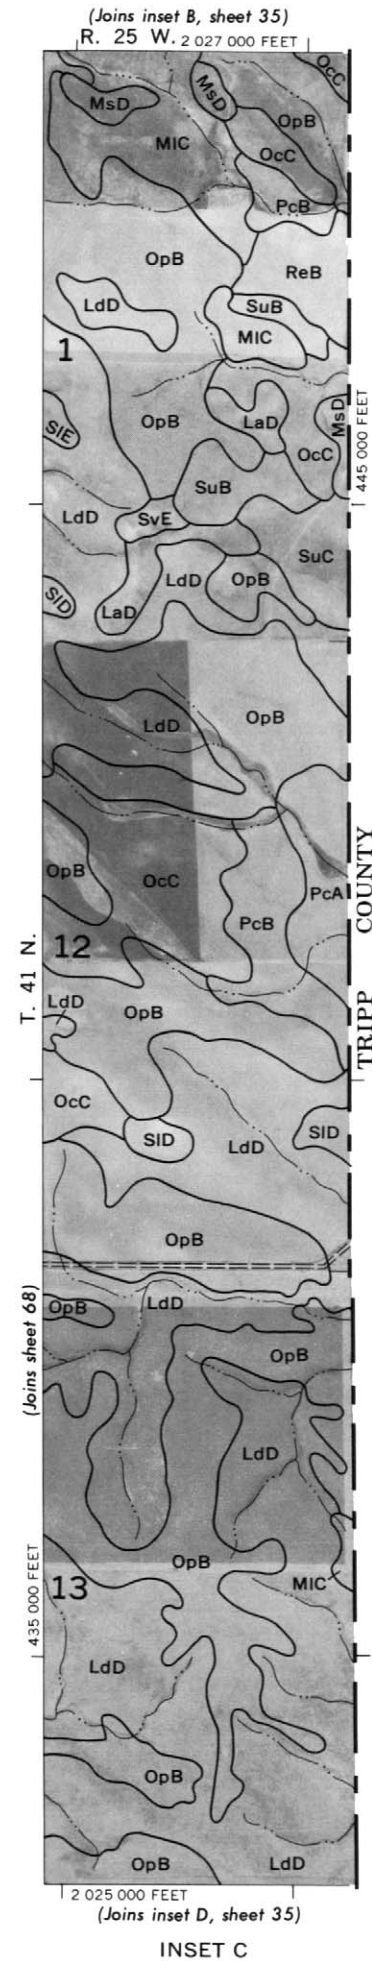 (Joins inset B, sheet 35)
R. 25 W. 2 027 000 FEET
OcC
MsD
MsD
OpB
MIC
OcC
PcB
OpB
ReB
LdD
SuB
MIC
1
445 000 FEET
MsD
OpB
LaD
SIE
OcC
SuB
LdD
SvE
SuC
LdD
OpB
SID
LaD
LdD
OpB
OpB
OcC
PcA
PcB
12
T. 41 N.
TRIPP COUNTY
LdD
OpB
OcC
SID
LdD
SID
OpB
(Joins sheet 68)
OpB
LdD
OpB
LdD
OpB
MIC
13
435 000 FEET
LdD
OpB
OpB
LdD
2 025 000 FEET
(Joins inset D, sheet 35)
INSET C